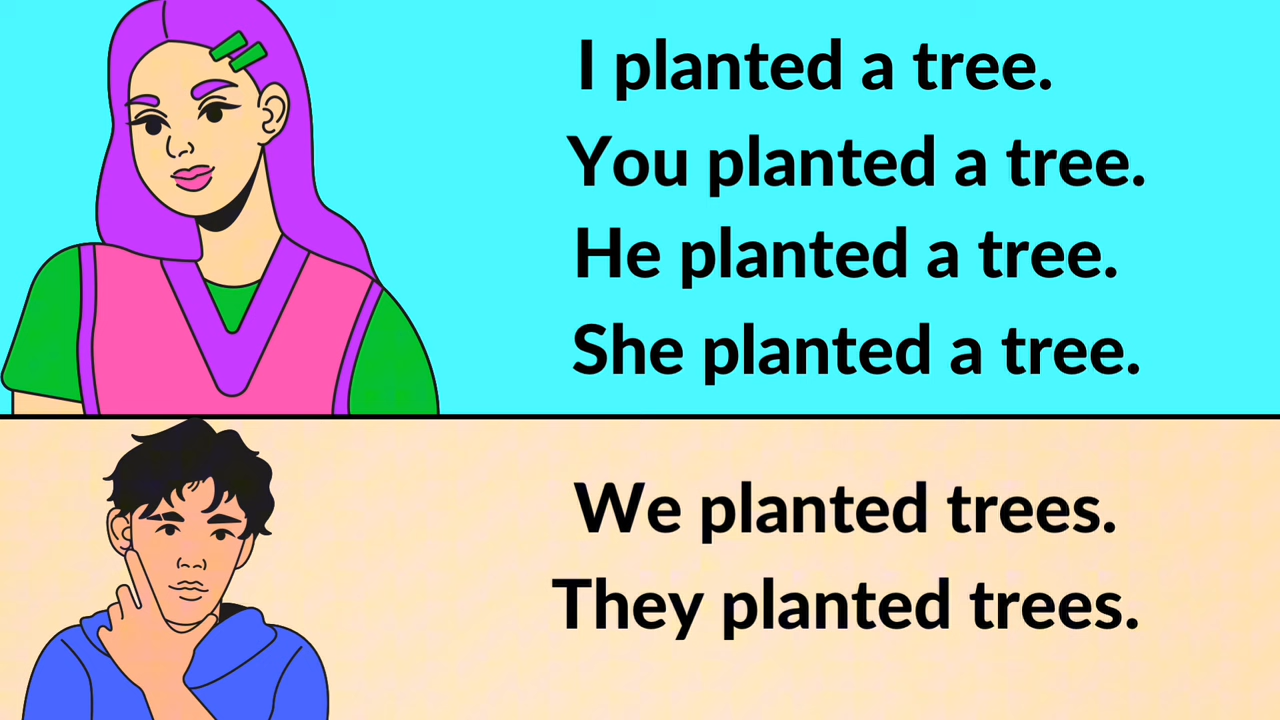 I planted a tree.
You planted a tree.
He planted a tree.
She planted a tree.
We planted trees.
They planted trees.